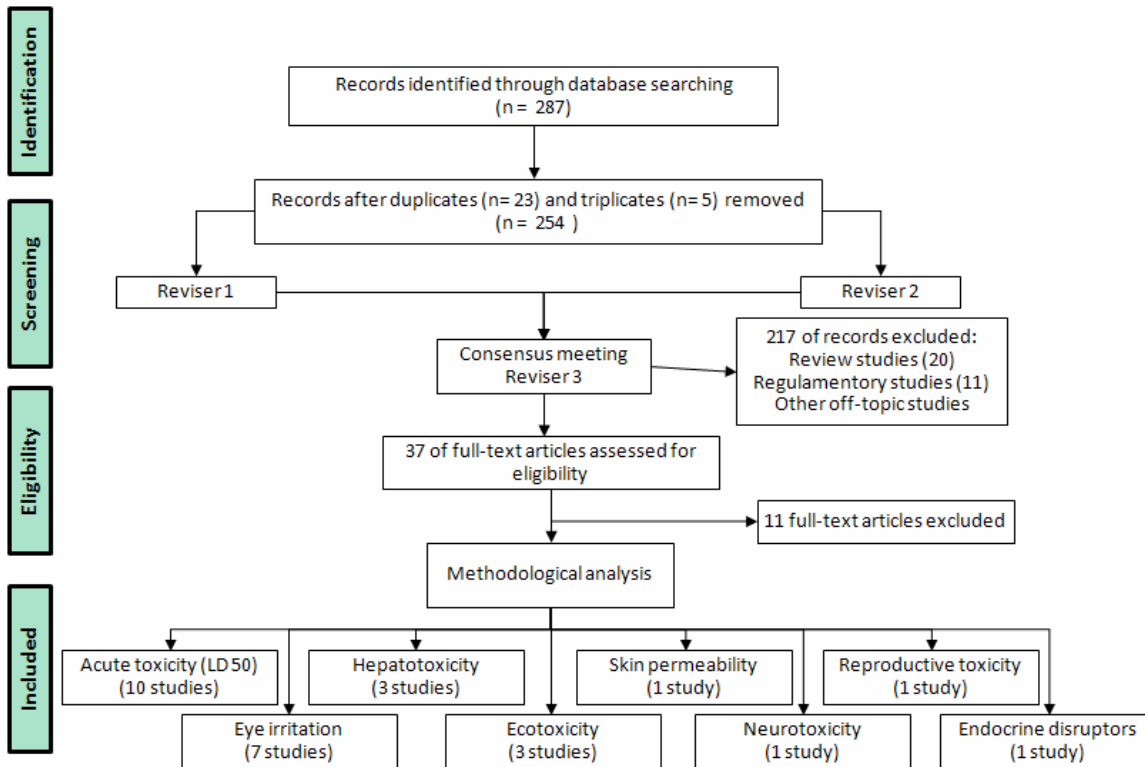 Identification
Records identified through database searching
(n = 287)
Records after duplicates (n= 23) and triplicates (n= 5) removed
(n = 254 )
Screening
Reviser 1
Reviser 2
Consensus meeting
Reviser 3
217 of records excluded:
Review studies (20)
Regulamentory studies (11)
Other off-topic studies
Eligibility
37 of full-text articles assessed for
eligibility
11 full-text articles excluded
Methodological analysis
Included
Acute toxicity (LD 50)
(10 studies)
Hepatotoxicity
(3 studies)
Skin permeability
(1 study)
Reproductive toxicity
(1 study)
Eye irritation
(7 studies)
Ecotoxicity
(3 studies)
Neurotoxicity
(1 study)
Endocrine disruptors
(1 study)